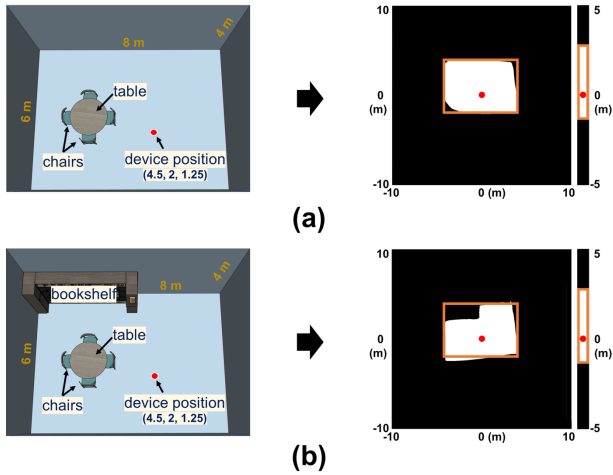 8 m
4 m
6 m
table
chairs
device position
(4.5, 2, 1.25)
10
0
(m)
-10
-10
0 (m)
10
5
0
(m)
-5
(a)
8 m
4 m
6 m
bookshelf
table
chairs
device position
(4.5, 2, 1.25)
10
0
(m)
-10
-10
0 (m)
10
5
0
(m)
-5
(b)